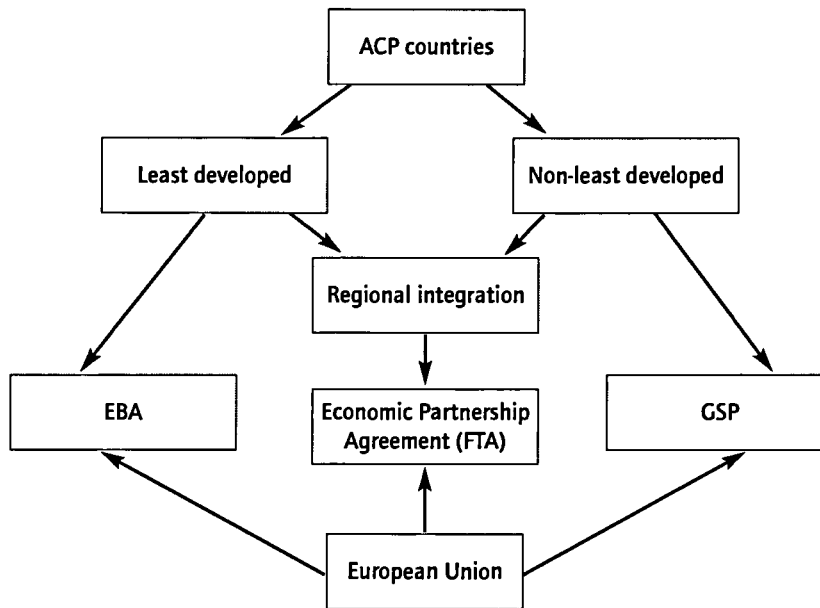 ACP countries
Least developed
Non-least developed
Regional integration
EBA
Economic Partnership
Agreement (FTA)
GSP
European Union